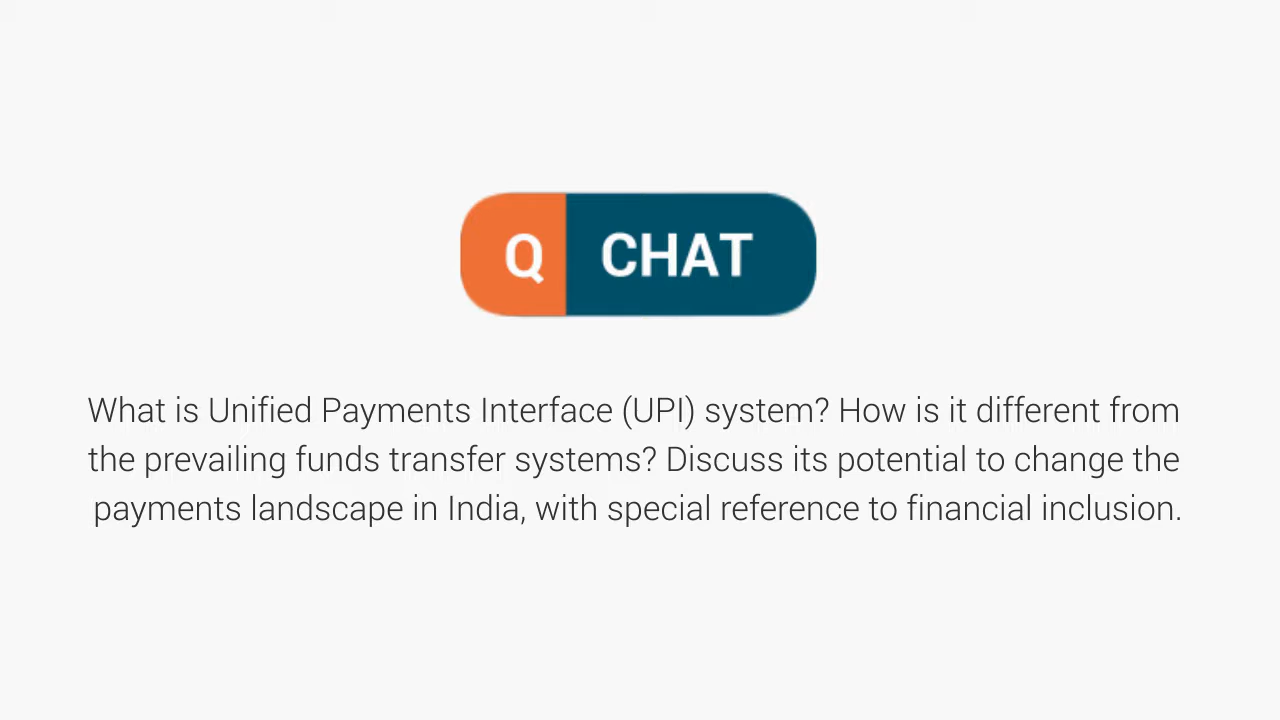 Q CHAT
What is Unified Payments Interface (UPI) system? How is it different from
the prevailing funds transfer systems? Discuss its potential to change the
payments landscape in India, with special reference to financial inclusion.